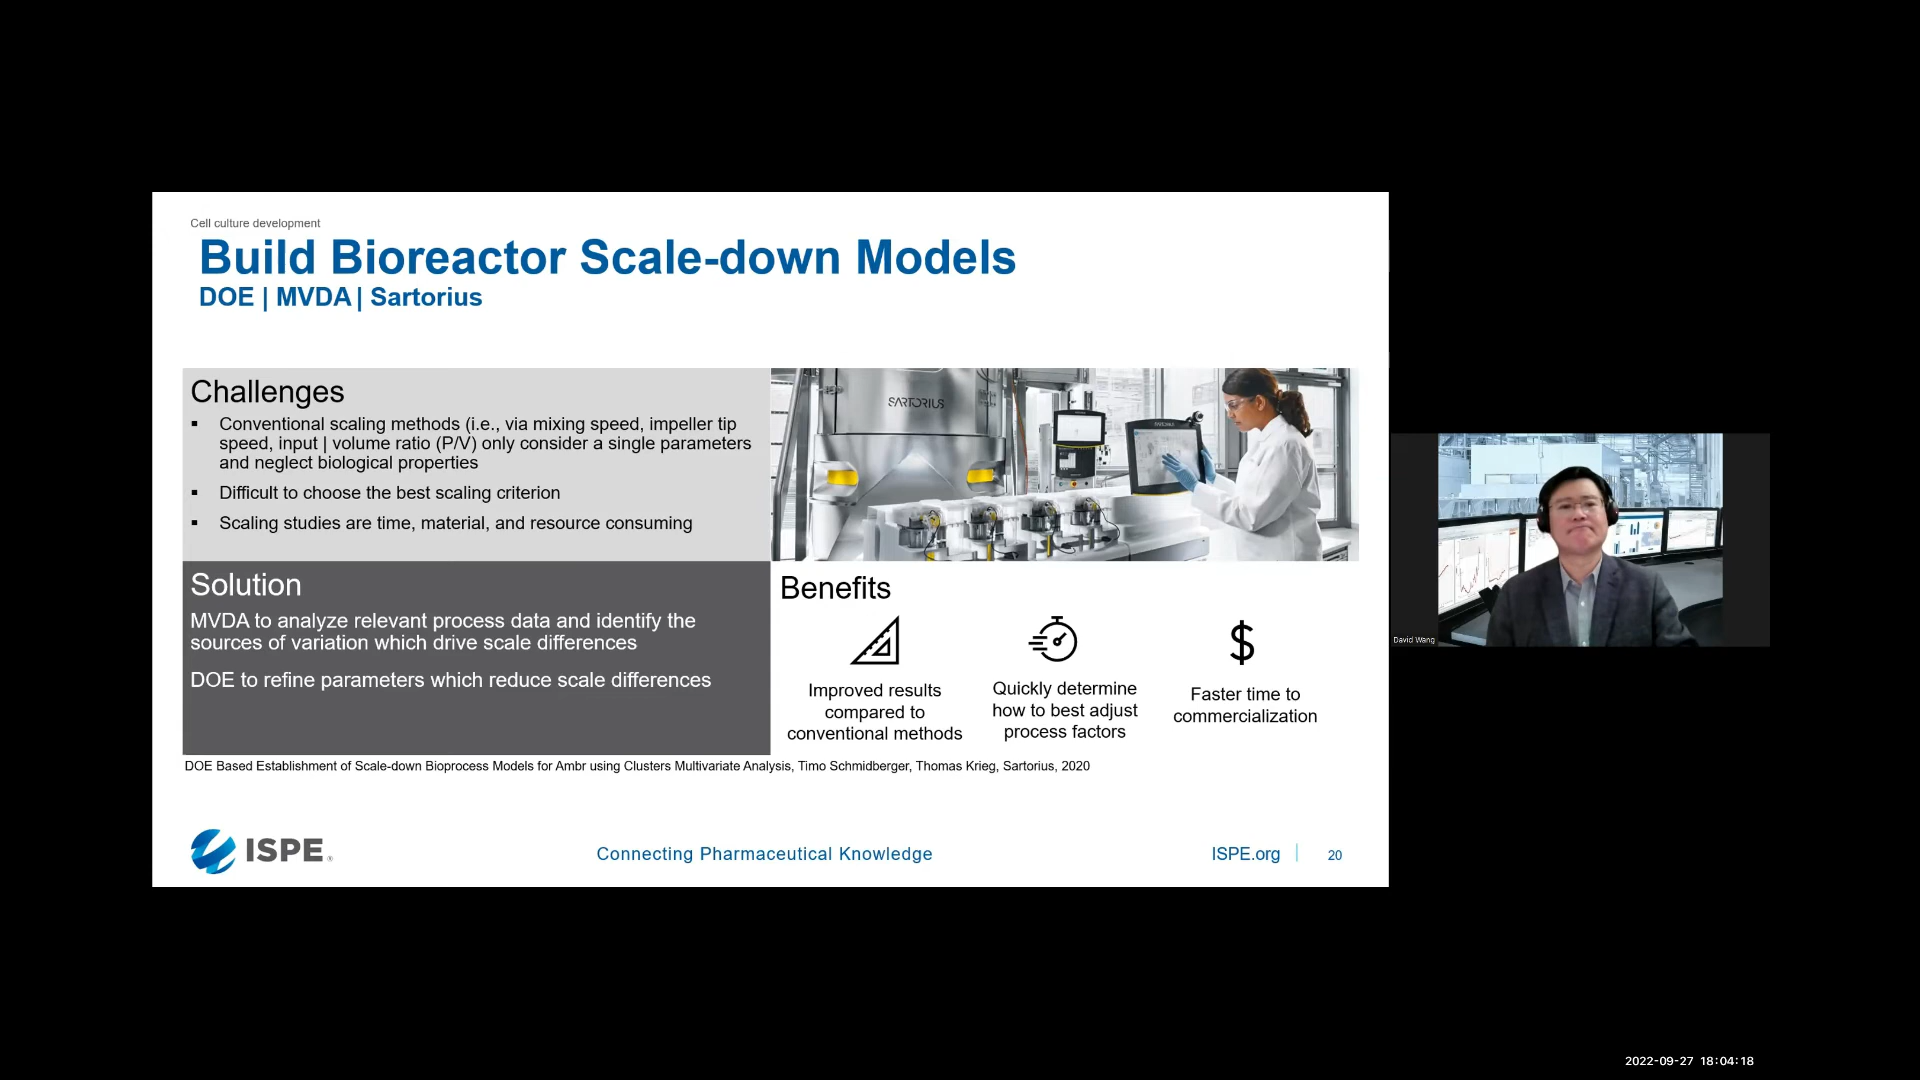 Cell culture development
Build Bioreactor Scale-down Models
DOE | MVDA | Sartorius
Challenges
▪ Conventional scaling methods (i.e., via mixing speed, impeller tip
speed, input | volume ratio (P/V) only consider a single parameters
and neglect biological properties
▪ Difficult to choose the best scaling criterion
▪ Scaling studies are time, material, and resource consuming
SARTORIUS
Solution
MVDA to analyze relevant process data and identify the
sources of variation which drive scale differences
DOE to refine parameters which reduce scale differences
Benefits
Improved results
compared to
conventional methods
Quickly determine
how to best adjust
process factors
$
Faster time to
commercialization
DOE Based Establishment of Scale-down Bioprocess Models for Ambr using Clusters Multivariate Analysis, Timo Schmidberger, Thomas Krieg, Sartorius, 2020
ISPE®
Connecting Pharmaceutical Knowledge
ISPE.org | 20
David Wang
2022-09-27 18:04:18